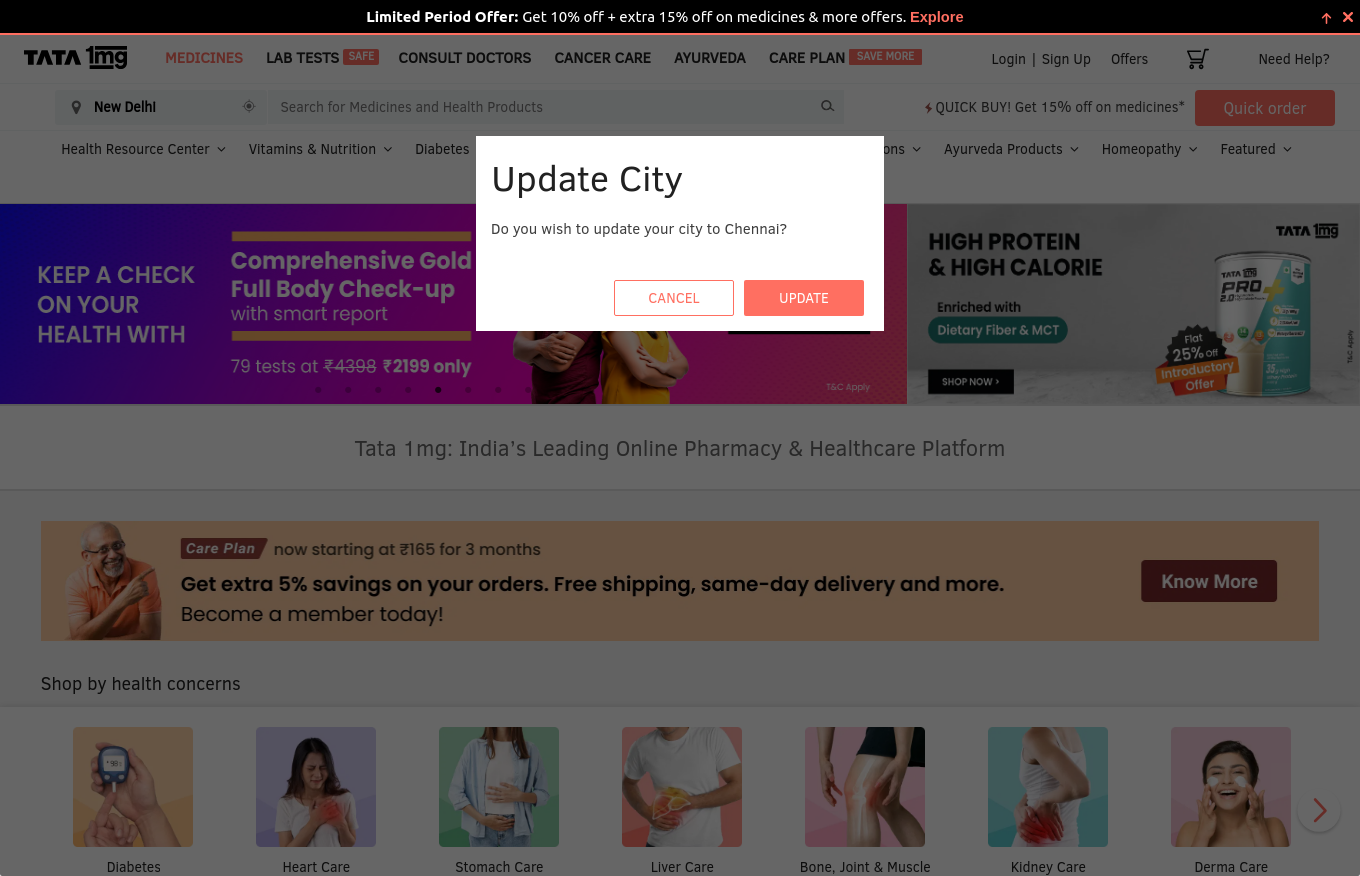 Limited Period Offer: Get 10% off + extra 15% off on medicines & more offers. Explore
TATA 1mg
MEDICINES LAB TESTS SAFE CONSULT DOCTORS CANCER CARE AYURVEDA CARE PLAN SAVE MORE Login | Sign Up Offers Need Help?
New Delhi Search for Medicines and Health Products QUICK BUY! Get 15% off on medicines* Quick order
Health Resource Center Vitamins & Nutrition Diabetes ons Ayurveda Products Homeopathy Featured
Update City
Do you wish to update your city to Chennai?
CANCEL UPDATE
KEEP A CHECK
ON YOUR
HEALTH WITH
Comprehensive Gold
Full Body Check-up
with smart report
79 tests at ₹4398 ₹2199 only
T&C Apply
TATA 1mg
HIGH PROTEIN
& HIGH CALORIE
Enriched with
Dietary Fiber & MCT
SHOP NOW >
Flat
25% Off
Introductory
Offer
TATA 1mg
PRO+
2.0
35g
T&C Apply
Tata 1mg: India's Leading Online Pharmacy & Healthcare Platform
Care Plan now starting at ₹165 for 3 months
Get extra 5% savings on your orders. Free shipping, same-day delivery and more.
Become a member today!
Know More
Shop by health concerns
Diabetes Heart Care Stomach Care Liver Care Bone, Joint & Muscle Kidney Care Derma Care